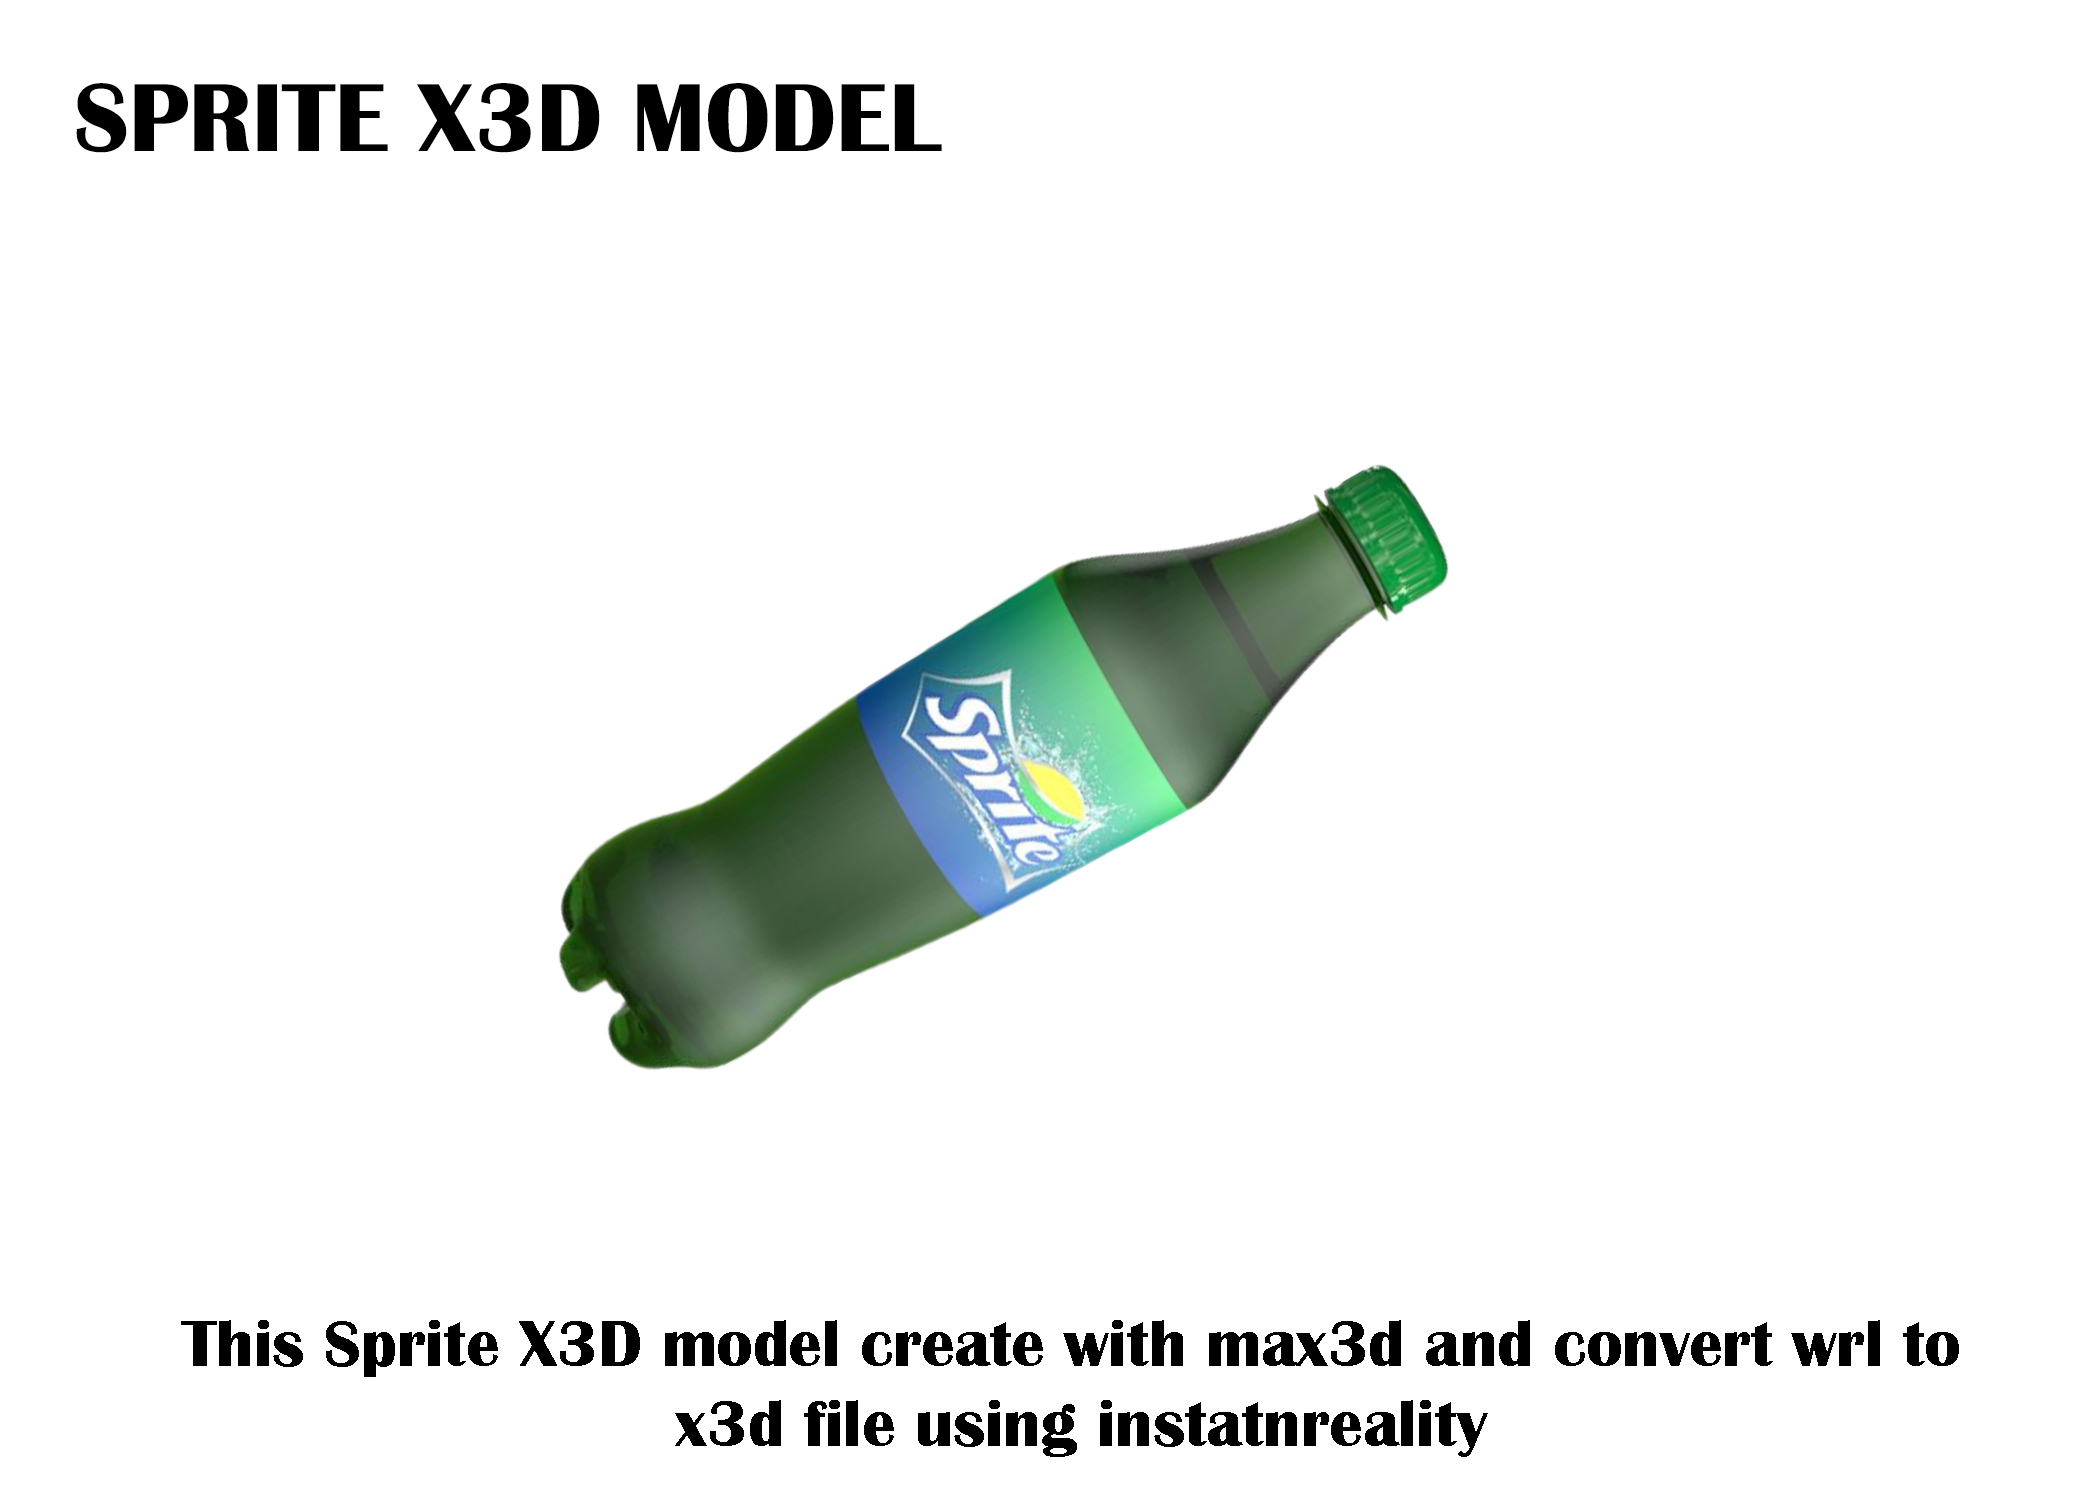 SPRITE X3D MODEL
Sprite
This Sprite X3D model create with max3d and convert wrl to
x3d file using instatnreality